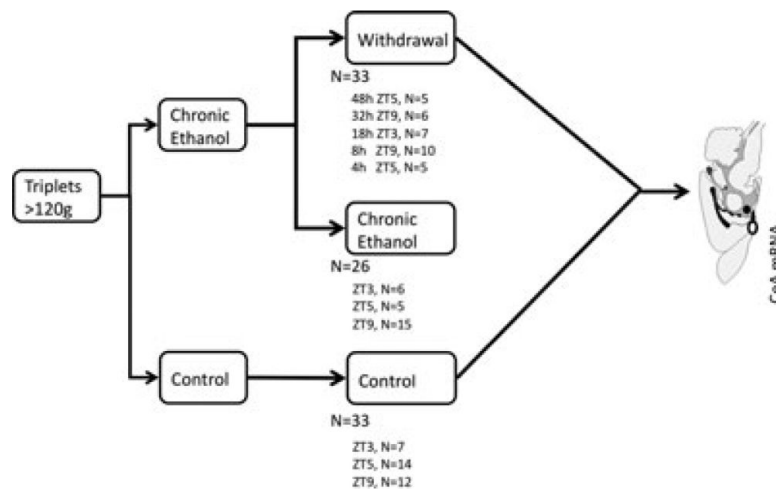 Triplets
>120g
Chronic
Ethanol
Control
Withdrawal
N=33
48h ZT5, N=5
32h ZT9, N=6
18h ZT3, N=7
8h ZT9, N=10
4h ZT5, N=5
Chronic
Ethanol
N=26
ZT3, N=6
ZT5, N=5
ZT9, N=15
Control
N=33
ZT3, N=7
ZT5, N=14
ZT9, N=12
CeA mRNA